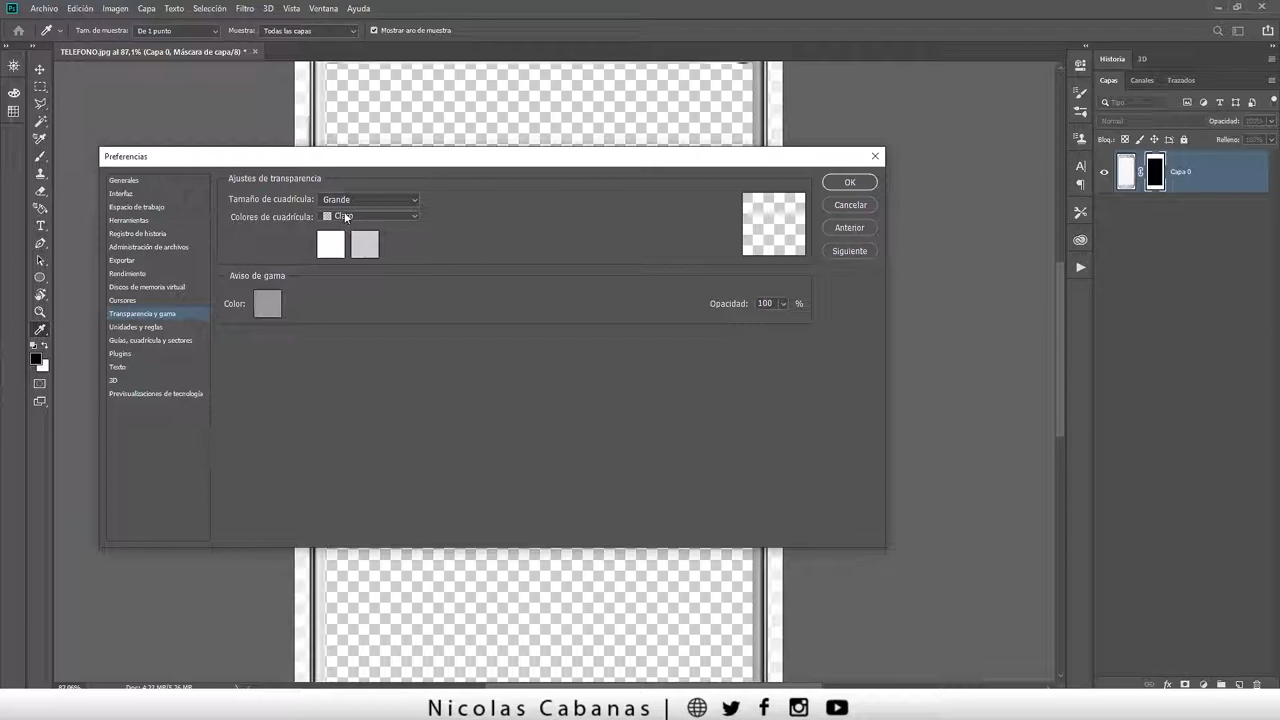 Archivo Edición Imagen Capa Texto Selección Filtro 3D Vista Ventana Ayuda
Tam. de muestra: De 1 punto Muestra: Todas las capas Mostrar aro de muestra
TELEFONO.jpg al 87,1% (Capa 0, Máscara de capa/8) *
Historia 3D
Capas Canales Trazados
Tipo
Normal Opacidad: 100%
Bloq.: Relleno: 100%
Capa 0
Preferencias
Generales
Interfaz
Espacio de trabajo
Herramientas
Registro de historia
Administración de archivos
Exportar
Rendimiento
Discos de memoria virtual
Cursores
Transparencia y gama
Unidades y reglas
Guías, cuadrícula y sectores
Plugins
Texto
3D
Previsualizaciones de tecnología
Ajustes de transparencia
Tamaño de cuadrícula: Grande
Colores de cuadrícula: Claro
Aviso de gama
Color:
Opacidad: 100 %
OK
Cancelar
Anterior
Siguiente
87,06% Doc: 4,22 MB/5,26 MB
Nicolas Cabanas |